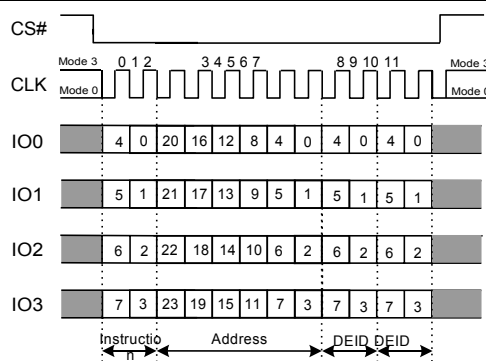 CS#
Mode 3 0 1 2 3 4 5 6 7 8 9 10 11 Mode 3
CLK
Mode 0 Mode 0
IO0 4 0 20 16 12 8 4 0 4 0 4 0
IO1 5 1 21 17 13 9 5 1 5 1 5 1
IO2 6 2 22 18 14 10 6 2 6 2 6 2
IO3 7 3 23 19 15 11 7 3 7 3 7 3
Instructio Address DEID DEID
n